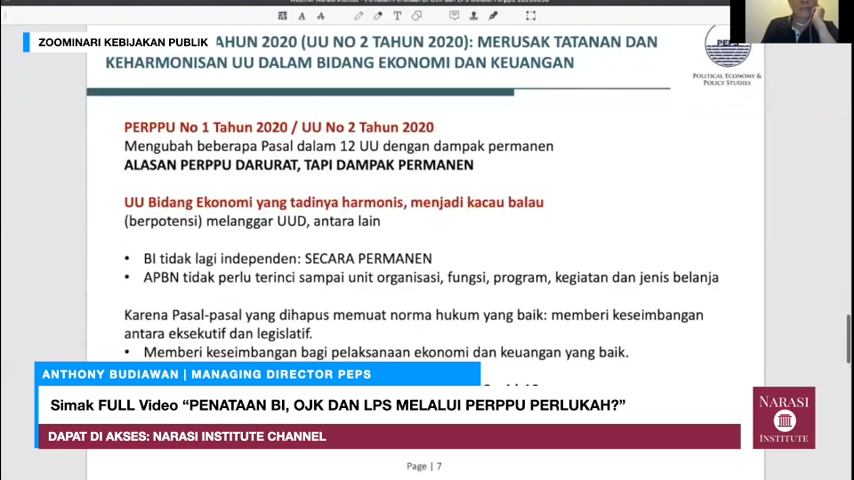 ZOOMINARI KEBIJAKAN PUBLIK
AHUN 2020 (UU NO 2 TAHUN 2020): MERUSAK TATANAN DAN
KEHARMONISAN UU DALAM BIDANG EKONOMI DAN KEUANGAN
PEPS
POLITICAL ECONOMY &
POLICY STUDIES
PERPPU No 1 Tahun 2020 / UU No 2 Tahun 2020
Mengubah beberapa Pasal dalam 12 UU dengan dampak permanen
ALASAN PERPPU DARURAT, TAPI DAMPAK PERMANEN
UU Bidang Ekonomi yang tadinya harmonis, menjadi kacau balau
(berpotensi) melanggar UUD, antara lain
• BI tidak lagi independen: SECARA PERMANEN
• APBN tidak perlu terinci sampai unit organisasi, fungsi, program, kegiatan dan jenis belanja
Karena Pasal-pasal yang dihapus memuat norma hukum yang baik: memberi keseimbangan
antara eksekutif dan legislatif.
• Memberi keseimbangan bagi pelaksanaan ekonomi dan keuangan yang baik.
ANTHONY BUDIAWAN | MANAGING DIRECTOR PEPS
Simak FULL Video “PENATAAN BI, OJK DAN LPS MELALUI PERPPU PERLUKAH?”
DAPAT DI AKSES: NARASI INSTITUTE CHANNEL
NARASI
INSTITUTE
Page | 7